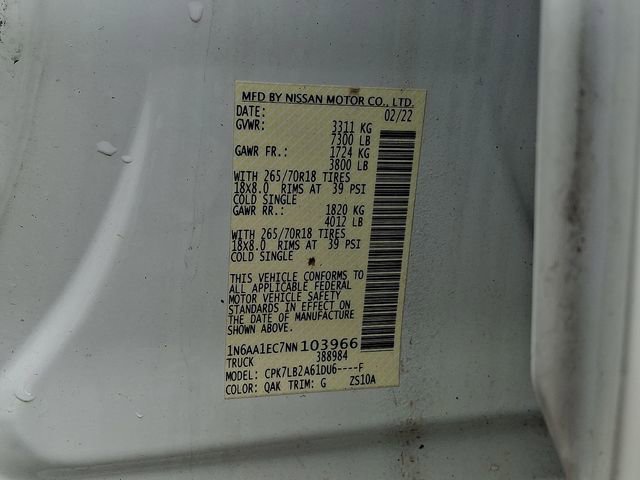 MFD BY NISSAN MOTOR CO., LTD.
DATE: 02/22
GVWR: 3311 KG
7300 LB
GAWR FR.: 1724 KG
3800 LB
WITH 265/70R18 TIRES
18X8.0 RIMS AT 39 PSI
COLD SINGLE
GAWR RR.: 1820 KG
4012 LB
WITH 265/70R18 TIRES
18X8.0 RIMS AT 39 PSI
COLD SINGLE
THIS VEHICLE CONFORMS TO
ALL APPLICABLE FEDERAL
MOTOR VEHICLE SAFETY
STANDARDS IN EFFECT ON
THE DATE OF MANUFACTURE
SHOWN ABOVE.
1N6AA1EC7NN103966
TRUCK 388984
MODEL: CPK7LB2A61DU6----F
COLOR: QAK TRIM: G ZS10A